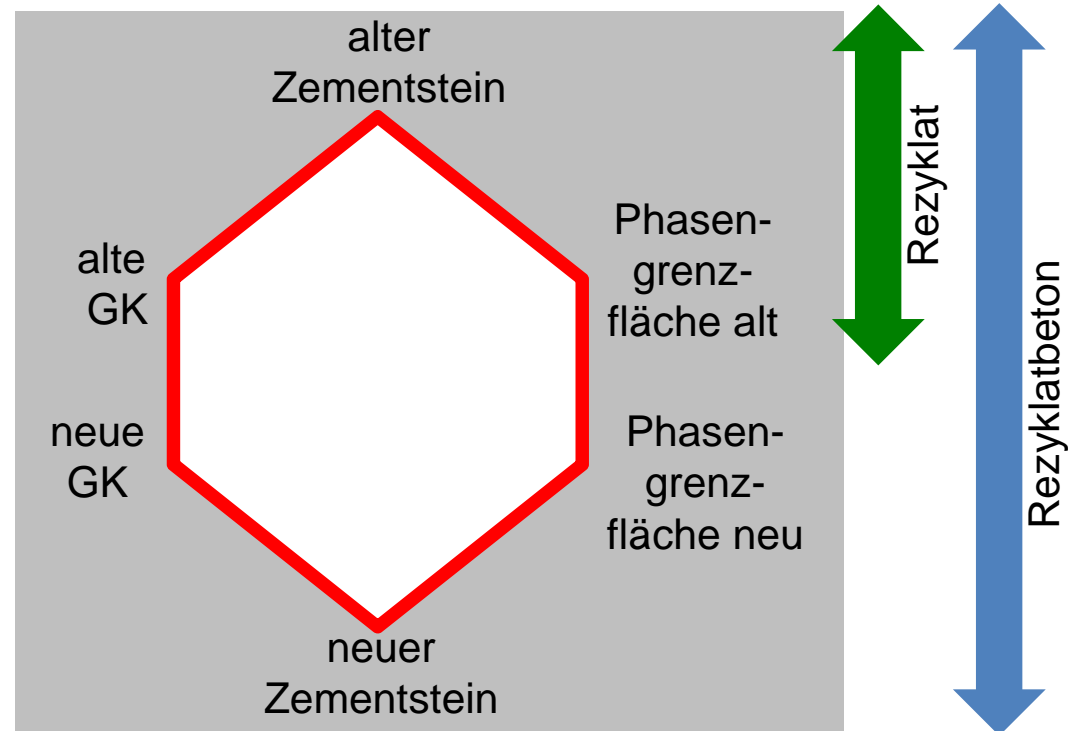 alter
Zementstein
alte
GK
Phasen-
grenz-
fläche alt
neue
GK
Phasen-
grenz-
fläche neu
neuer
Zementstein
Rezyklat
Rezyklatbeton